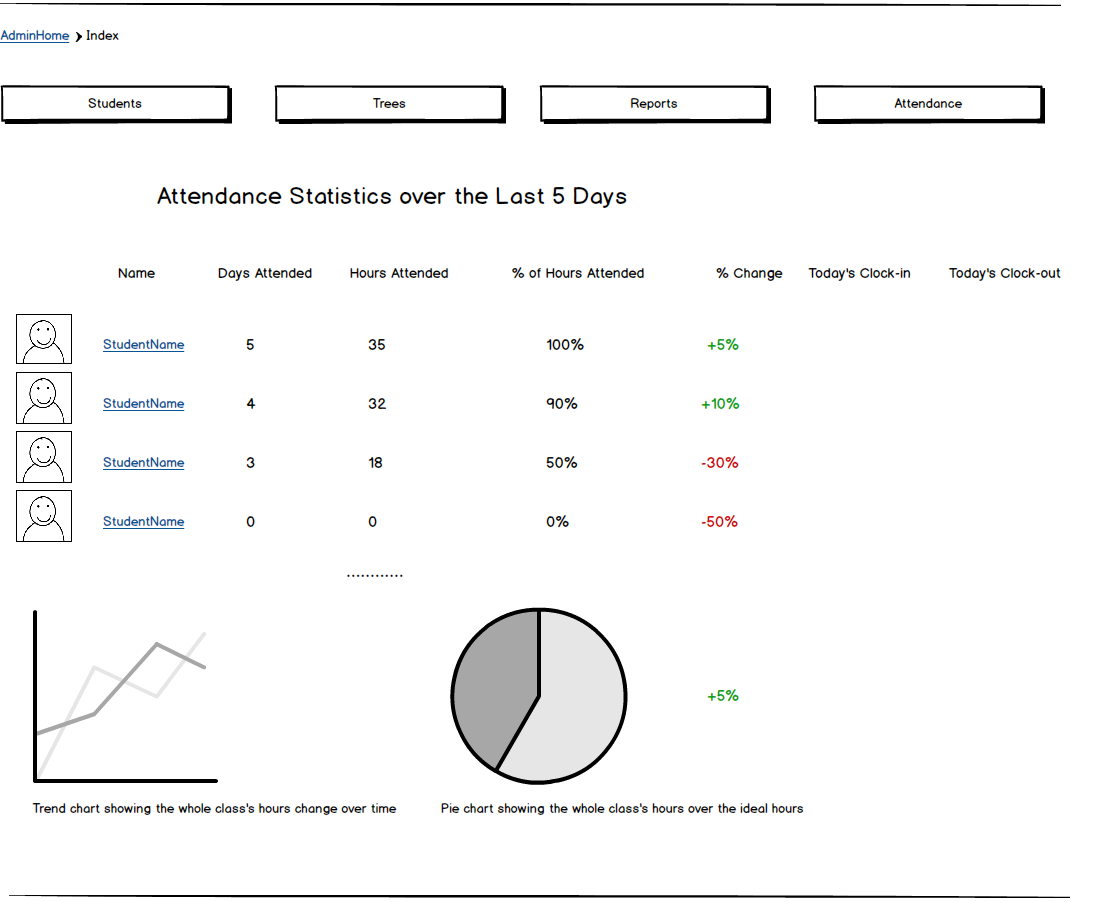 AdminHome ❯ Index
Students Trees Reports Attendance
Attendance Statistics over the Last 5 Days
Name Days Attended Hours Attended % of Hours Attended % Change Today's Clock-in Today's Clock-out
StudentName 5 35 100% +5%
StudentName 4 32 90% +10%
StudentName 3 18 50% -30%
StudentName 0 0 0% -50%
............
+5%
Trend chart showing the whole class's hours change over time
Pie chart showing the whole class's hours over the ideal hours